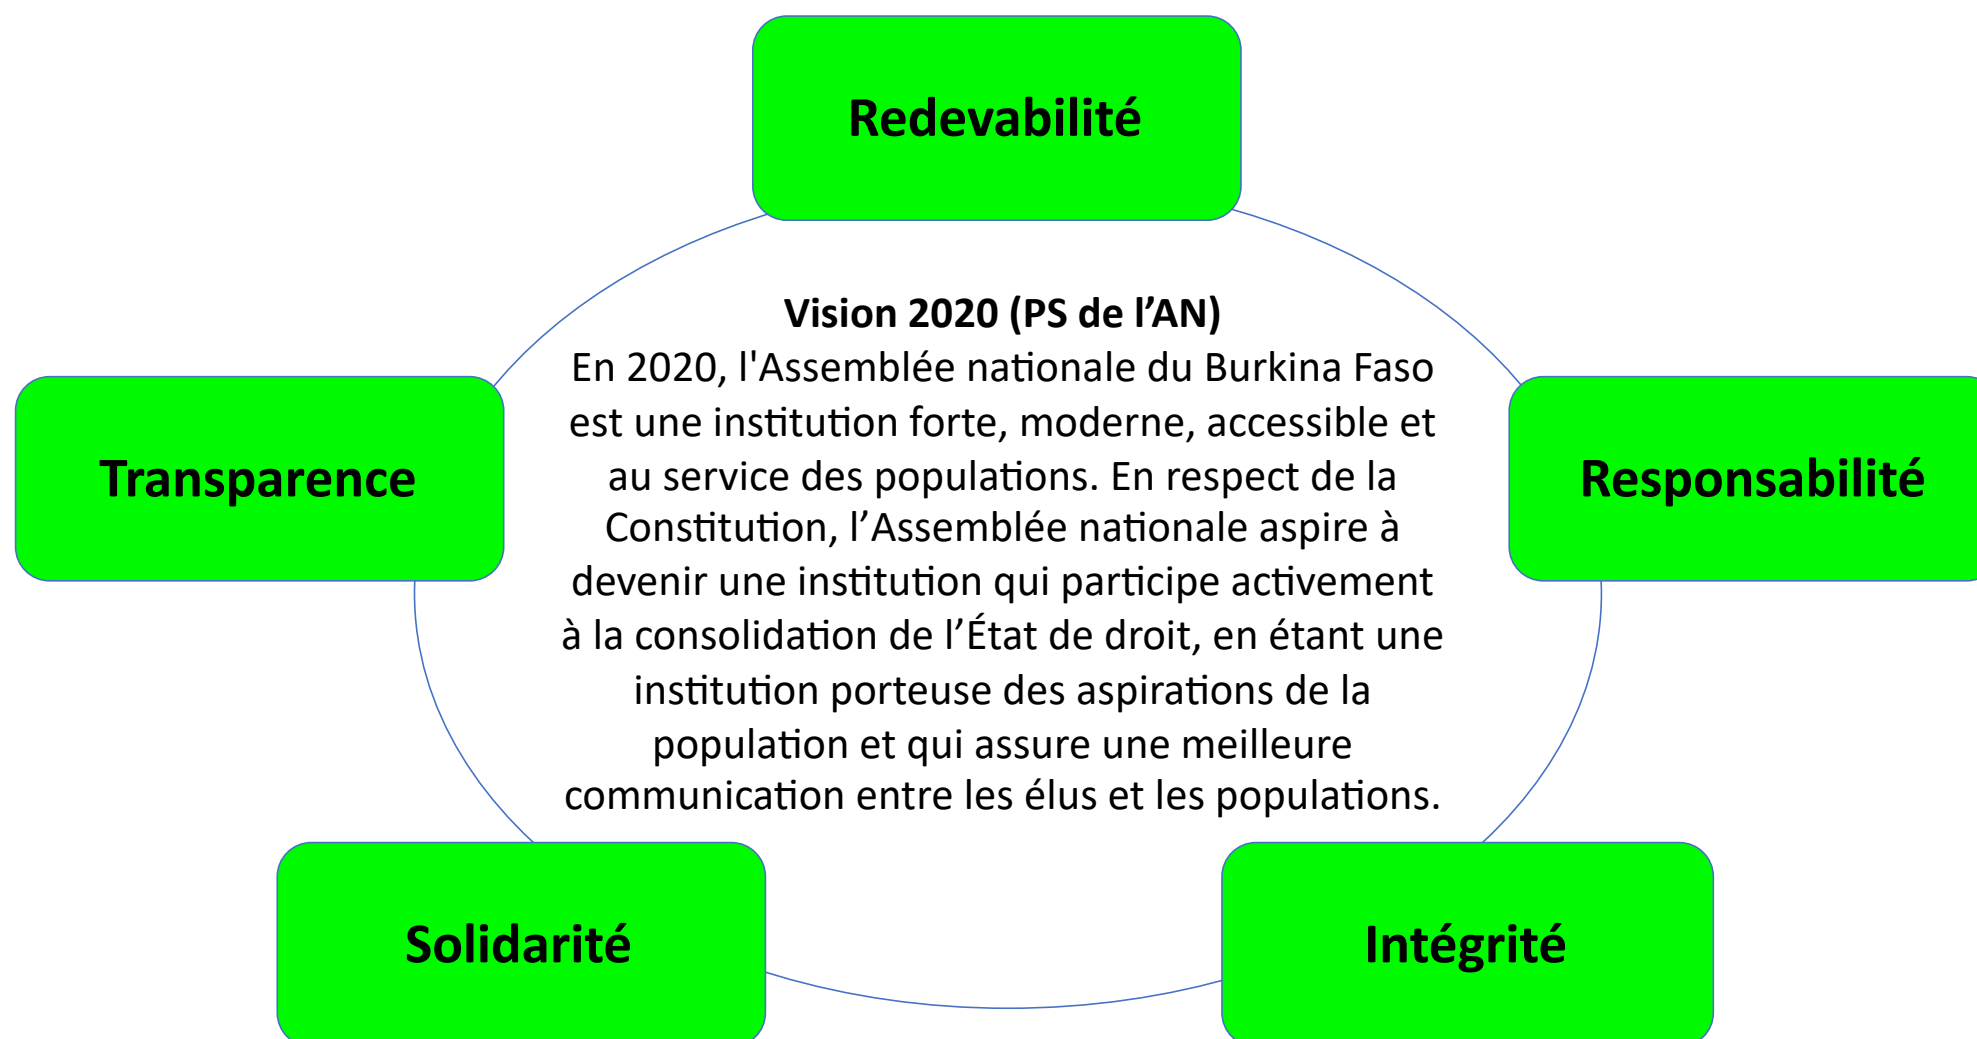 Redevabilité
Vision 2020 (PS de l’AN)
En 2020, l'Assemblée nationale du Burkina Faso
est une institution forte, moderne, accessible et
au service des populations. En respect de la
Constitution, l’Assemblée nationale aspire à
devenir une institution qui participe activement
à la consolidation de l’État de droit, en étant une
institution porteuse des aspirations de la
population et qui assure une meilleure
communication entre les élus et les populations.
Transparence
Responsabilité
Solidarité
Intégrité